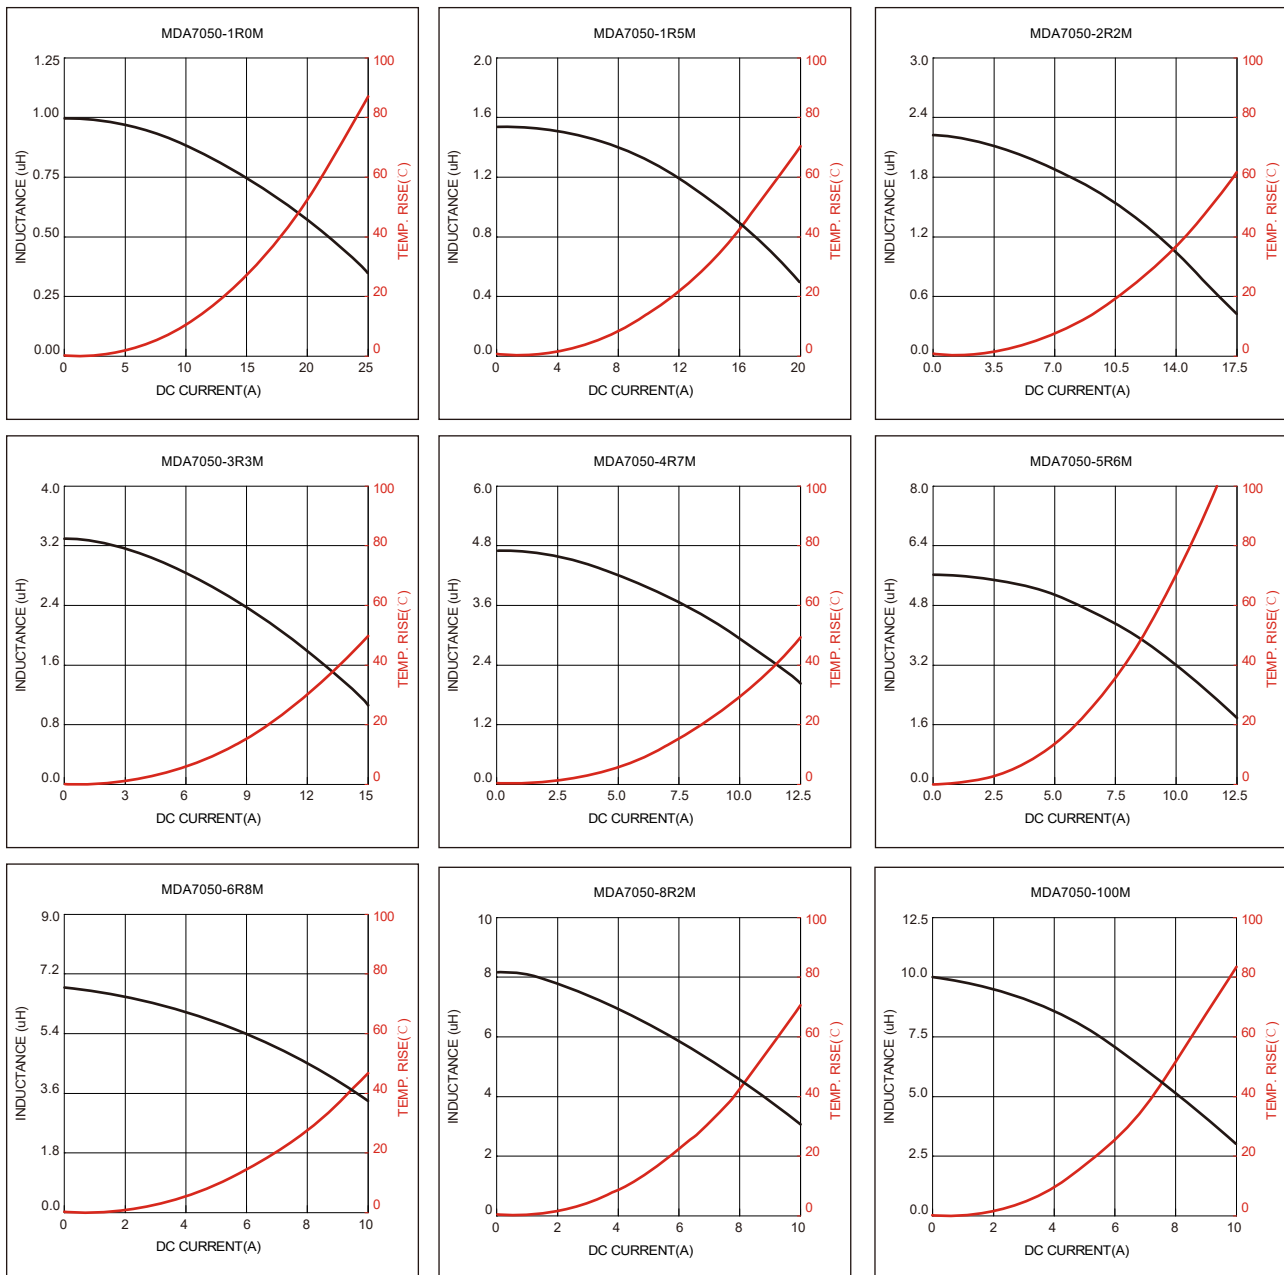 MDA7050-1R0M
1.25
1.00
0.75
0.50
0.25
0.00
INDUCTANCE (uH)
100
80
60
40
20
0
TEMP. RISE(℃)
0 5 10 15 20 25
DC CURRENT(A)
MDA7050-1R5M
2.0
1.6
1.2
0.8
0.4
0.0
INDUCTANCE (uH)
100
80
60
40
20
0
TEMP. RISE(℃)
0 4 8 12 16 20
DC CURRENT(A)
MDA7050-2R2M
3.0
2.4
1.8
1.2
0.6
0.0
INDUCTANCE (uH)
100
80
60
40
20
0
TEMP. RISE(℃)
0.0 3.5 7.0 10.5 14.0 17.5
DC CURRENT(A)
MDA7050-3R3M
4.0
3.2
2.4
1.6
0.8
0.0
INDUCTANCE (uH)
100
80
60
40
20
0
TEMP. RISE(℃)
0 3 6 9 12 15
DC CURRENT(A)
MDA7050-4R7M
6.0
4.8
3.6
2.4
1.2
0.0
INDUCTANCE (uH)
100
80
60
40
20
0
TEMP. RISE(℃)
0.0 2.5 5.0 7.5 10.0 12.5
DC CURRENT(A)
MDA7050-5R6M
8.0
6.4
4.8
3.2
1.6
0.0
INDUCTANCE (uH)
100
80
60
40
20
0
TEMP. RISE(℃)
0.0 2.5 5.0 7.5 10.0 12.5
DC CURRENT(A)
MDA7050-6R8M
9.0
7.2
5.4
3.6
1.8
0.0
INDUCTANCE (uH)
100
80
60
40
20
0
TEMP. RISE(℃)
0 2 4 6 8 10
DC CURRENT(A)
MDA7050-8R2M
10
8
6
4
2
0
INDUCTANCE (uH)
100
80
60
40
20
0
TEMP. RISE(℃)
0 2 4 6 8 10
DC CURRENT(A)
MDA7050-100M
12.5
10.0
7.5
5.0
2.5
0.0
INDUCTANCE (uH)
100
80
60
40
20
0
TEMP. RISE(℃)
0 2 4 6 8 10
DC CURRENT(A)